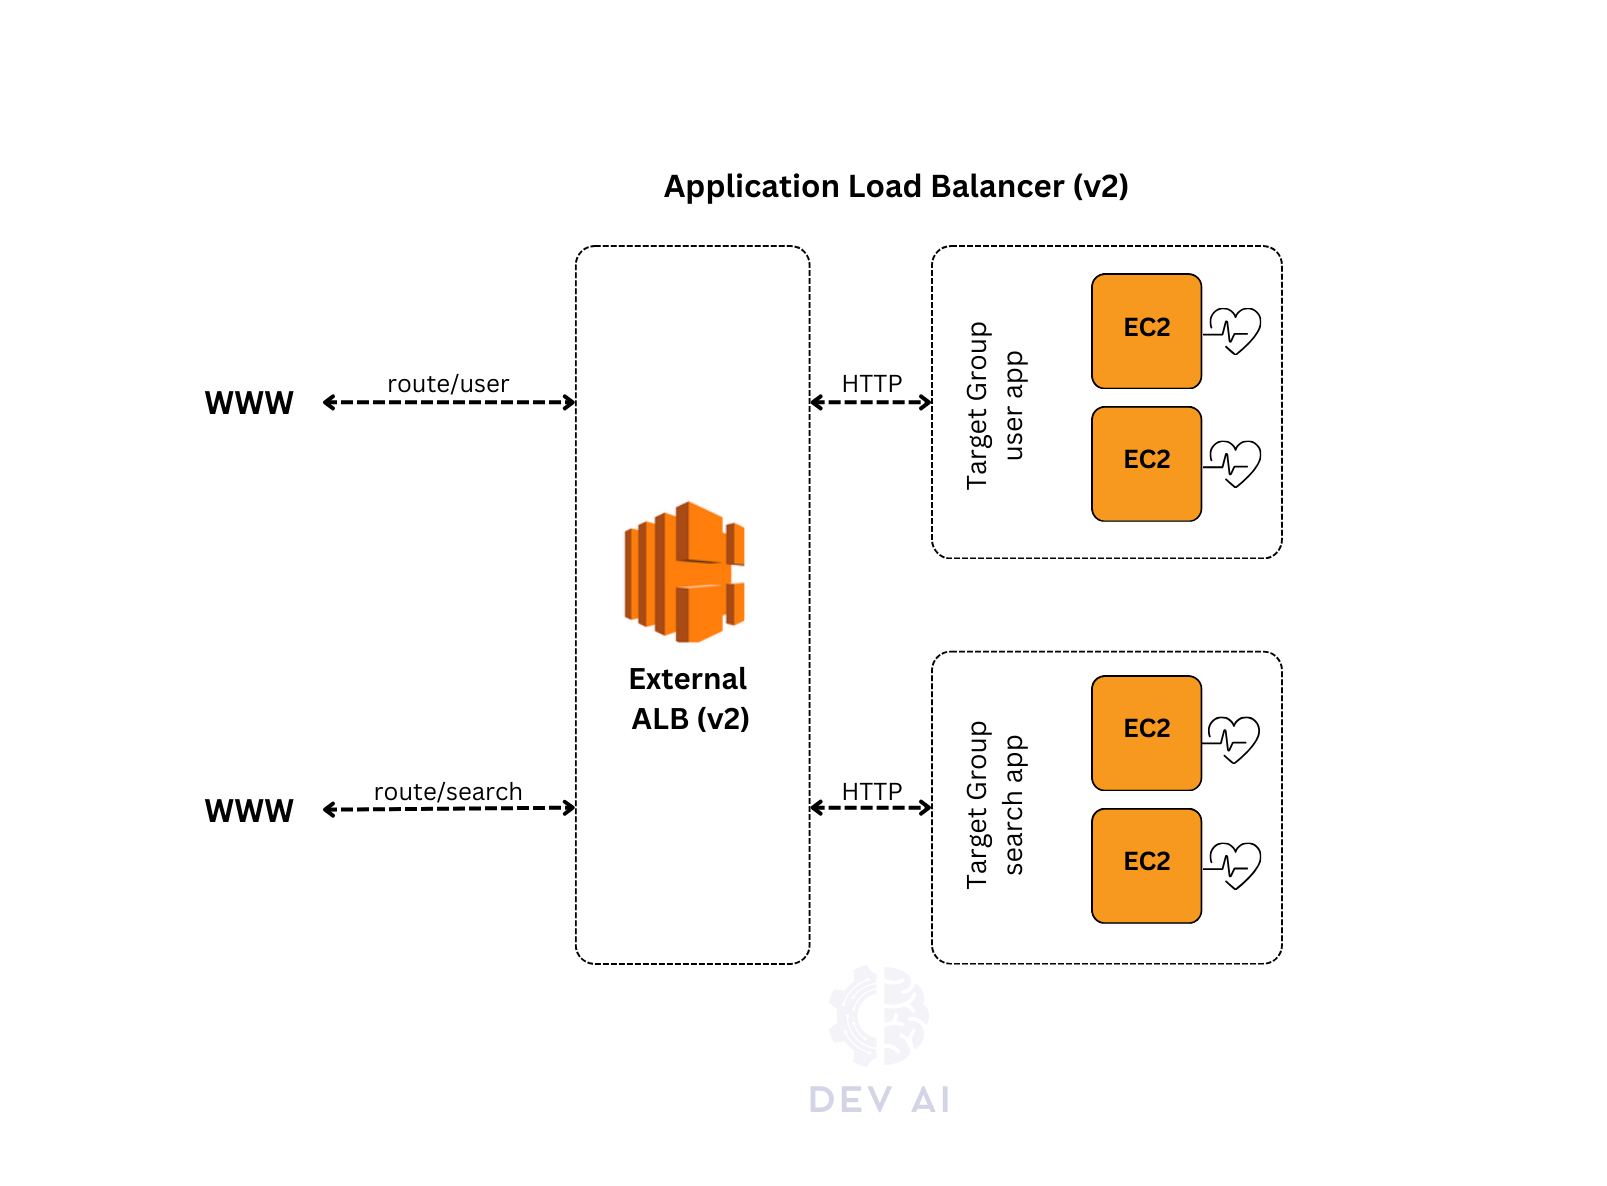 Application Load Balancer (v2)
WWW
route/user
HTTP
Target Group
user app
EC2
EC2
External
ALB (v2)
WWW
route/search
HTTP
Target Group
search app
EC2
EC2
DEV AI